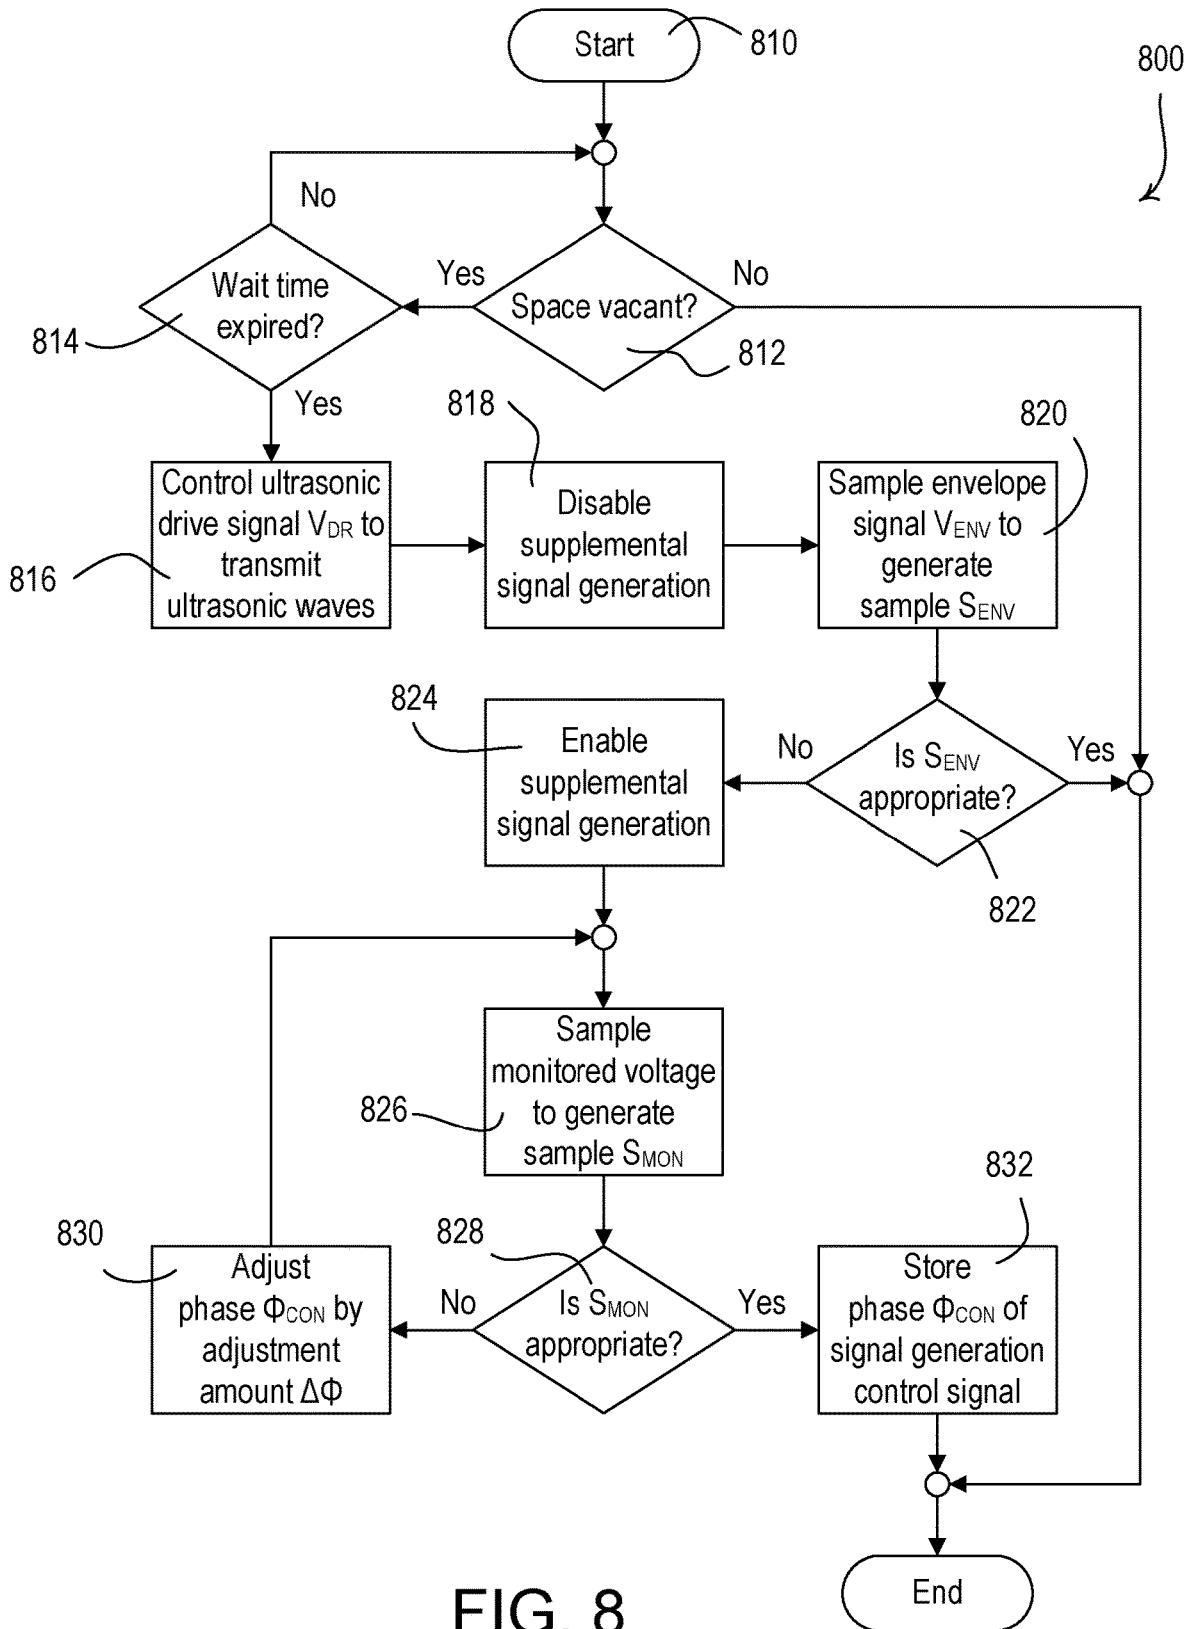 Start
810
800
No
Wait time
expired?
814
Yes
Space vacant?
No
812
Yes
818
820
Control ultrasonic
drive signal VDR to
transmit
ultrasonic waves
816
Disable
supplemental
signal generation
Sample envelope
signal VENV to
generate
sample SENV
824
Enable
supplemental
signal generation
No
Is SENV
appropriate?
Yes
822
Sample
monitored voltage
to generate
sample SMON
826
832
830
828
Adjust
phase ΦCON by
adjustment
amount ΔΦ
No
Is SMON
appropriate?
Yes
Store
phase ΦCON of
signal generation
control signal
End
FIG. 8